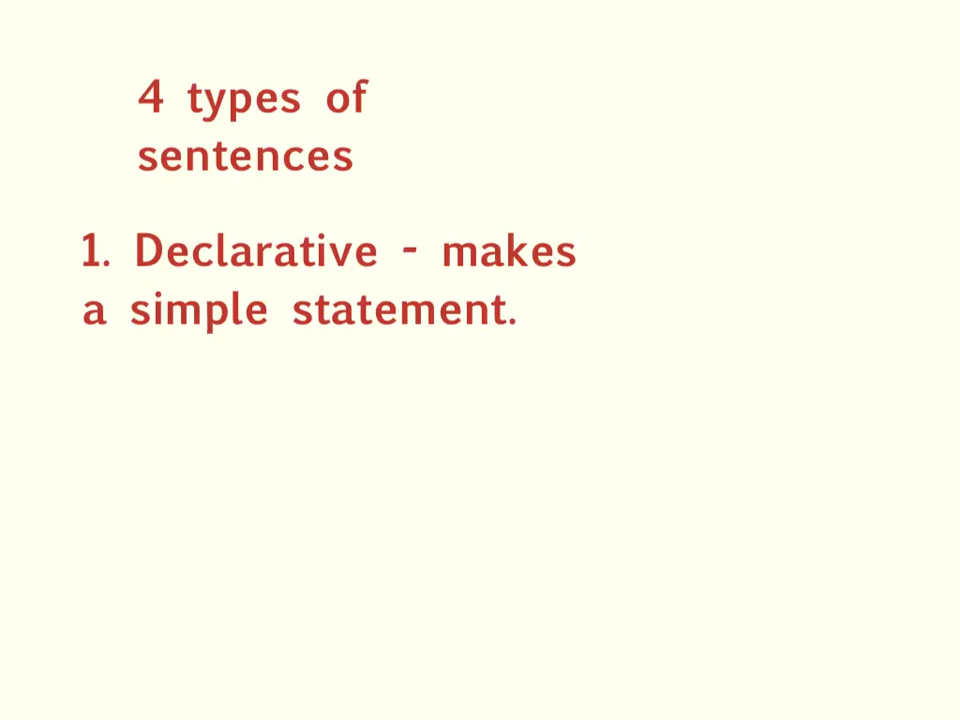 4 types of
sentences
1. Declarative - makes
a simple statement.